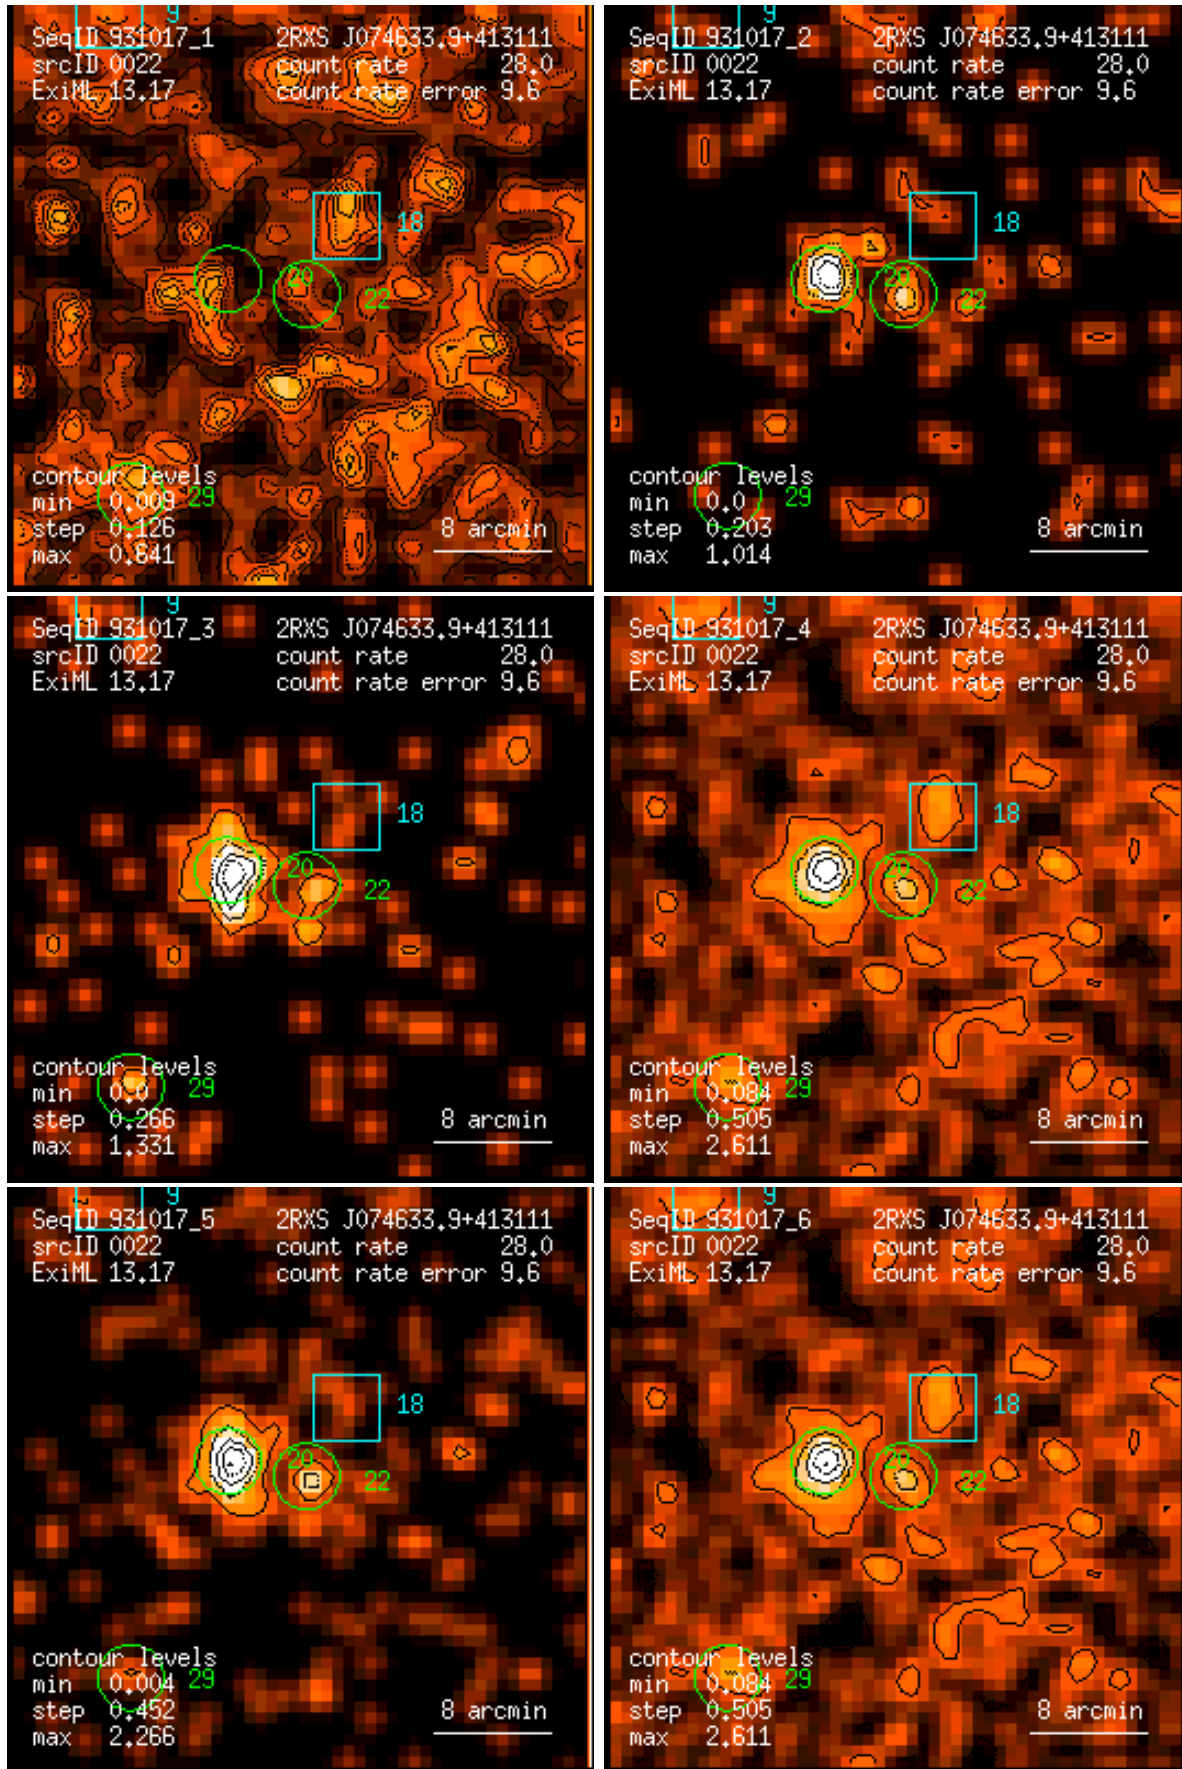 9
SeqID 931017_1 2RXS J074633.9+413111
srcID 0022 count rate 28.0
ExiML 13.17 count rate error 9.6
18
20
22
contour levels
min 0.009 29
step 0.126 8 arcmin
max 0.641
9
SeqID 931017_2 2RXS J074633.9+413111
srcID 0022 count rate 28.0
ExiML 13.17 count rate error 9.6
18
20
22
contour levels
min 0.0 29
step 0.203 8 arcmin
max 1.014
9
SeqID 931017_3 2RXS J074633.9+413111
srcID 0022 count rate 28.0
ExiML 13.17 count rate error 9.6
18
20
22
contour levels
min 0.0 29
step 0.266 8 arcmin
max 1.331
9
SeqID 931017_4 2RXS J074633.9+413111
srcID 0022 count rate 28.0
ExiML 13.17 count rate error 9.6
18
20
22
contour levels
min 0.084 29
step 0.505 8 arcmin
max 2.611
9
SeqID 931017_5 2RXS J074633.9+413111
srcID 0022 count rate 28.0
ExiML 13.17 count rate error 9.6
18
20
22
contour levels
min 0.004 29
step 0.452 8 arcmin
max 2.266
9
SeqID 931017_6 2RXS J074633.9+413111
srcID 0022 count rate 28.0
ExiML 13.17 count rate error 9.6
18
20
22
contour levels
min 0.084 29
step 0.505 8 arcmin
max 2.611